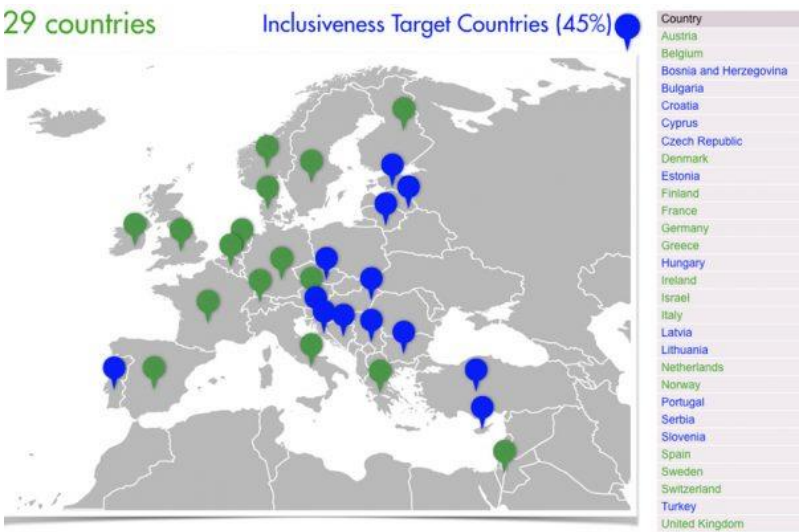 29 countries
Inclusiveness Target Countries (45%)
Country
Austria
Belgium
Bosnia and Herzegovina
Bulgaria
Croatia
Cyprus
Czech Republic
Denmark
Estonia
Finland
France
Germany
Greece
Hungary
Ireland
Israel
Italy
Latvia
Lithuania
Netherlands
Norway
Portugal
Serbia
Slovenia
Spain
Sweden
Switzerland
Turkey
United Kingdom